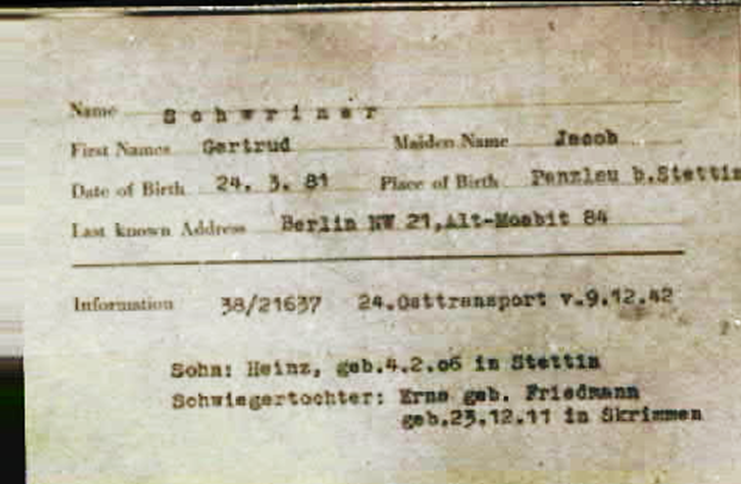 Name S c h w r i n e r
First Names Gertrud Maiden Name Jacob
Date of Birth 24. 3. 81 Place of Birth Penzlau b.Stettin
Last known Address Berlin NW 21,Alt-Moabit 84
Information 38/21637 24.Osttransport v.9.12.42
Sohn: Heinz, geb.4.2.06 in Stettin
Schwiegertochter: Erna geb. Friedmann
geb.23.12.11 in Skrimmen